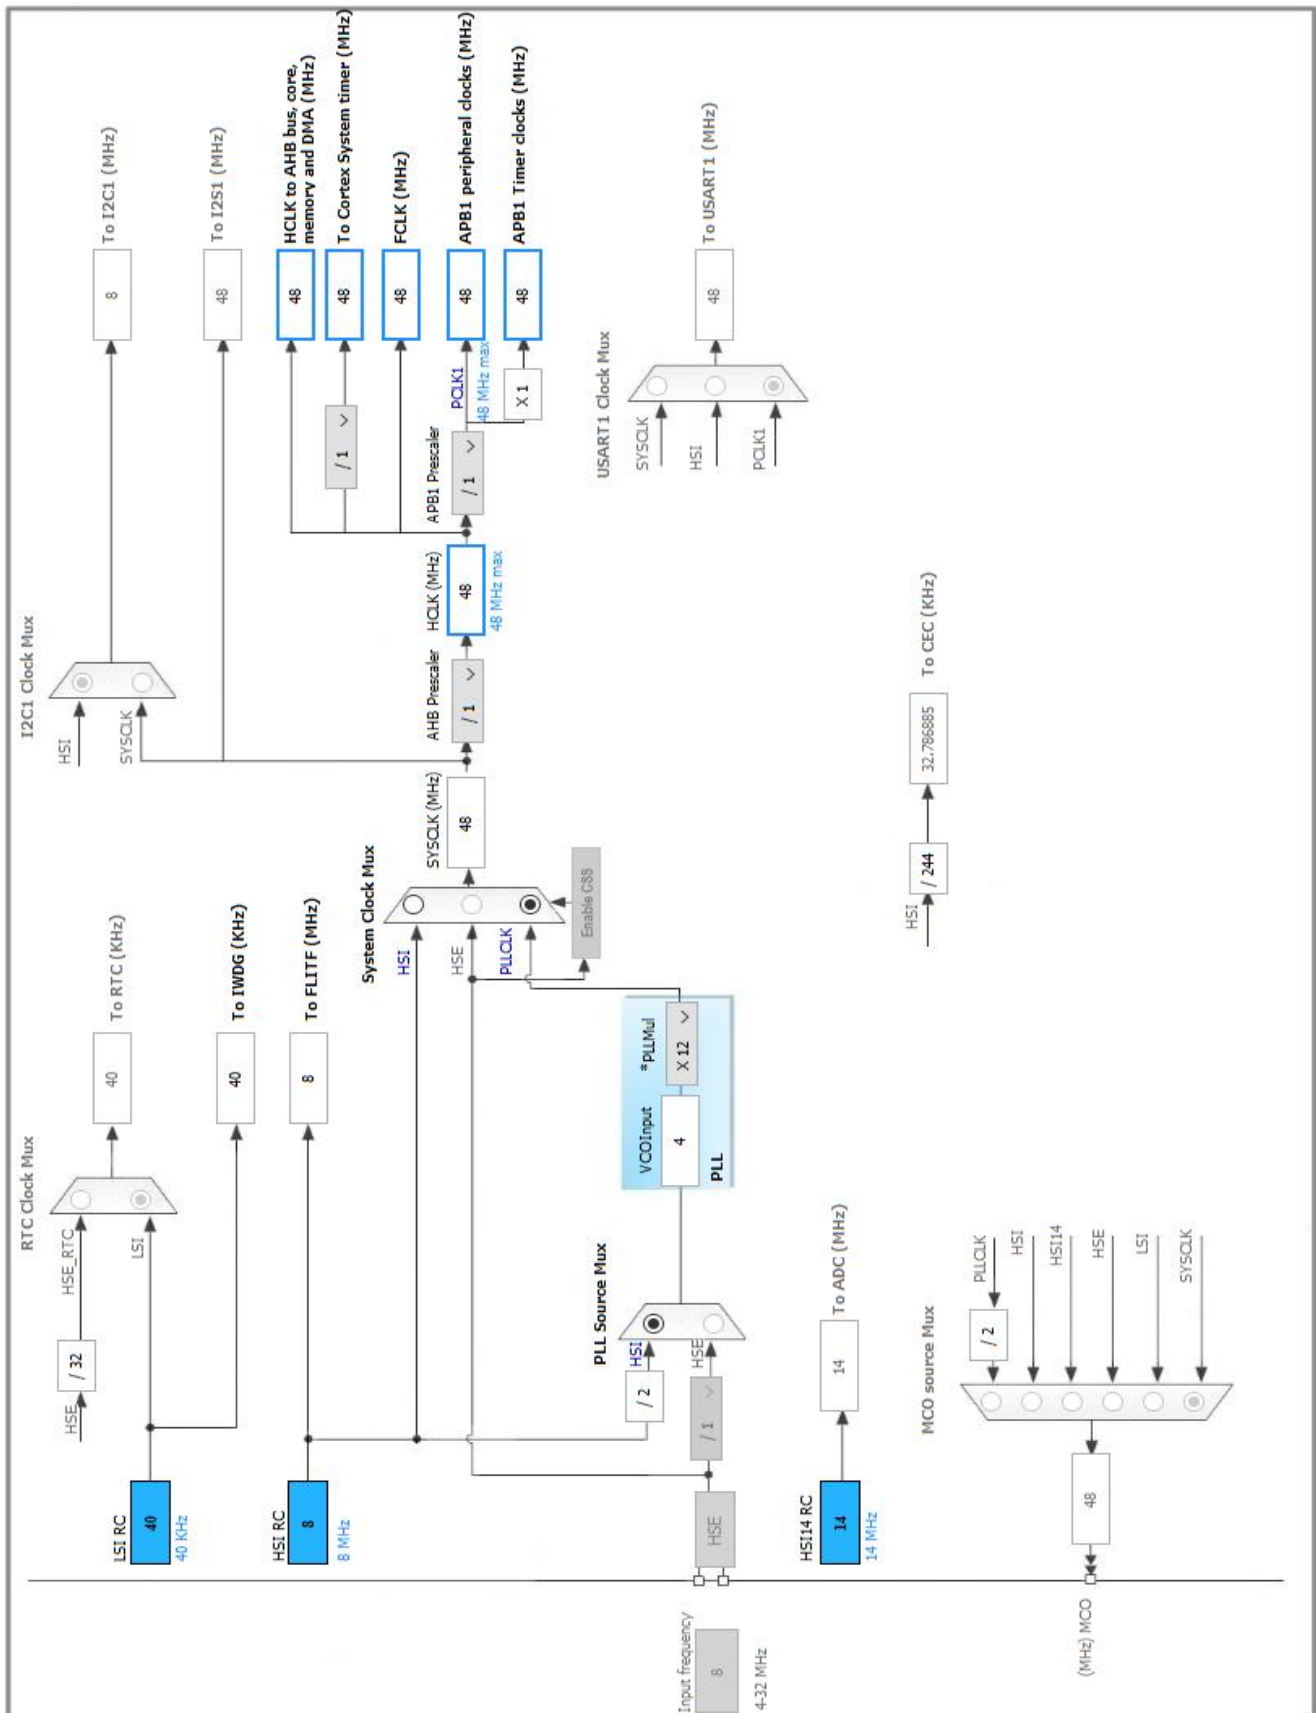 RTC Clock Mux
HSE
/ 32
HSE_RTC
LSI
40
To RTC (KHz)
LSI RC
40
40 KHz
40
To IWDG (KHz)
HSI RC
8
8 MHz
8
To FLITF (MHz)
I2C1 Clock Mux
HSI
SYSCLK
8
To I2C1 (MHz)
48
To I2S1 (MHz)
System Clock Mux
HSI
HSE
PLLCLK
Enable CSS
SYSCLK (MHz)
48
AHB Prescaler
/ 1
HCLK (MHz)
48
48 MHz max
48
HCLK to AHB bus, core,
memory and DMA (MHz)
/ 1
48
To Cortex System timer (MHz)
48
FCLK (MHz)
APB1 Prescaler
/ 1
PCLK1
48 MHz max
48
APB1 peripheral clocks (MHz)
X 1
48
APB1 Timer clocks (MHz)
PLL Source Mux
/ 2
HSI
HSE
/ 1
VCOInput
4
*PLLMul
X 12
PLL
Input frequency
8
4-32 MHz
HSE
USART1 Clock Mux
SYSCLK
HSI
PCLK1
48
To USART1 (MHz)
HSI14 RC
14
14 MHz
14
To ADC (MHz)
HSI
/ 244
32.786885
To CEC (KHz)
MCO source Mux
(MHz) MCO
48
/ 2
PLLCLK
HSI
HSI14
HSE
LSI
SYSCLK